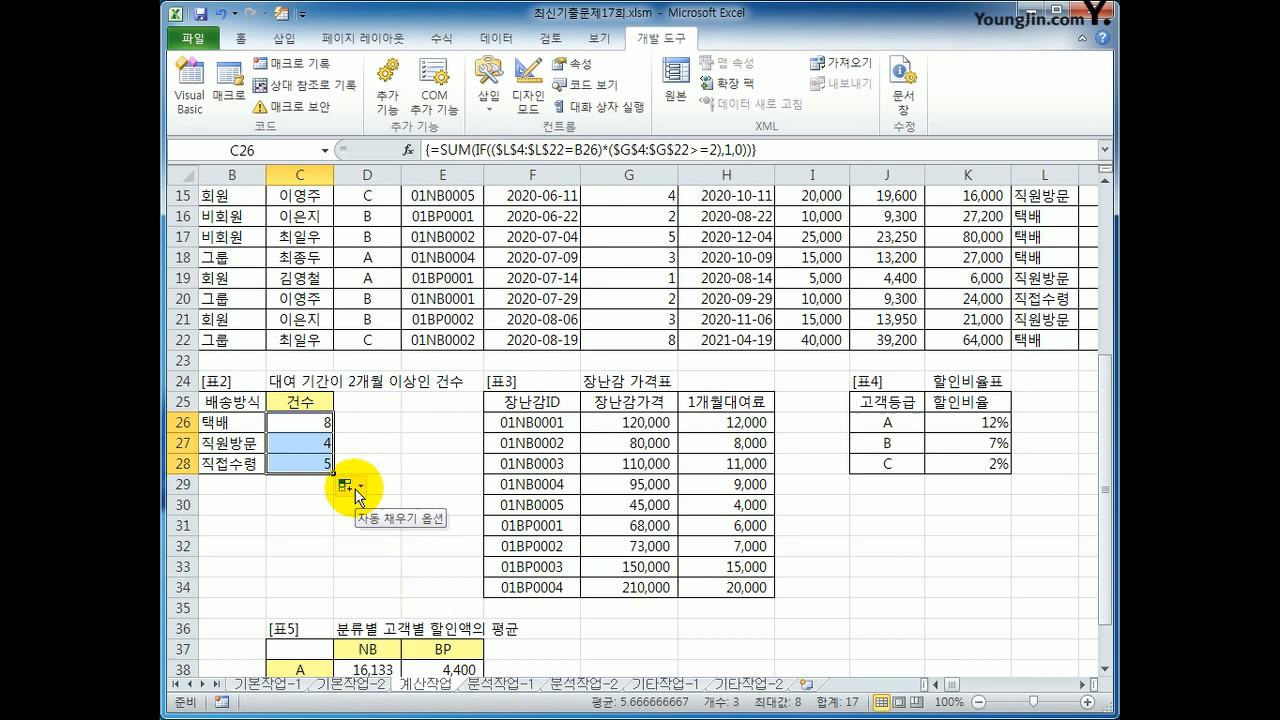 최신기출문제17회.xlsm - Microsoft Excel
YoungJin.com Y.
파일 홈 삽입 페이지 레이아웃 수식 데이터 검토 보기 개발 도구
Visual Basic
매크로
매크로 기록
상대 참조로 기록
매크로 보안
코드
추가 기능
COM 추가 기능
추가 기능
삽입
디자인 모드
속성
코드 보기
대화 상자 실행
컨트롤
원본
맵 속성
확장 팩
데이터 새로 고침
가져오기
내보내기
XML
문서 창
수정
C26 fx {=SUM(IF(($L$4:$L$22=B26)*($G$4:$G$22>=2),1,0))}
B C D E F G H I J K L
15 회원 이영주 C 01NB0005 2020-06-11 4 2020-10-11 20,000 19,600 16,000 직원방문
16 비회원 이은지 B 01BP0001 2020-06-22 2 2020-08-22 10,000 9,300 27,200 택배
17 비회원 최일우 B 01NB0002 2020-07-04 5 2020-12-04 25,000 23,250 80,000 택배
18 그룹 최종두 A 01NB0004 2020-07-09 3 2020-10-09 15,000 13,200 27,000 택배
19 회원 김영철 A 01BP0001 2020-07-14 1 2020-08-14 5,000 4,400 6,000 직원방문
20 그룹 이영주 B 01NB0001 2020-07-29 2 2020-09-29 10,000 9,300 24,000 직접수령
21 회원 이은지 B 01BP0002 2020-08-06 3 2020-11-06 15,000 13,950 21,000 직원방문
22 그룹 최일우 C 01NB0002 2020-08-19 8 2021-04-19 40,000 39,200 64,000 택배
23
24 [표2] 대여 기간이 2개월 이상인 건수 [표3] 장난감 가격표 [표4] 할인비율표
25 배송방식 건수 장난감ID 장난감가격 1개월대여료 고객등급 할인비율
26 택배 8 01NB0001 120,000 12,000 A 12%
27 직원방문 4 01NB0002 80,000 8,000 B 7%
28 직접수령 5 01NB0003 110,000 11,000 C 2%
29 01NB0004 95,000 9,000
30 01NB0005 45,000 4,000
자동 채우기 옵션
31 01BP0001 68,000 6,000
32 01BP0002 73,000 7,000
33 01BP0003 150,000 15,000
34 01BP0004 210,000 20,000
35
36 [표5] 분류별 고객별 할인액의 평균
37 NB BP
38 A 16,133 4,400
기본작업-1 기본작업-2 계산작업 분석작업-1 분석작업-2 기타작업-1 기타작업-2
준비 평균: 5.666666667 개수: 3 최대값: 8 합계: 17 100%